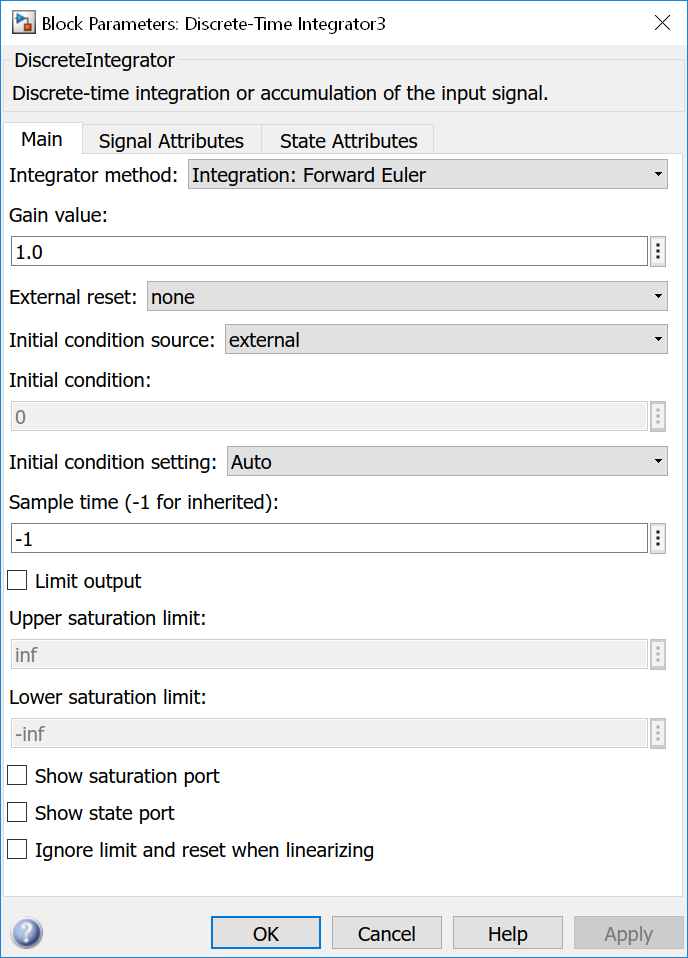 Block Parameters: Discrete-Time Integrator3
DiscreteIntegrator
Discrete-time integration or accumulation of the input signal.
Main Signal Attributes State Attributes
Integrator method: Integration: Forward Euler
Gain value:
1.0
External reset: none
Initial condition source: external
Initial condition:
0
Initial condition setting: Auto
Sample time (-1 for inherited):
-1
Limit output
Upper saturation limit:
inf
Lower saturation limit:
-inf
Show saturation port
Show state port
Ignore limit and reset when linearizing
? OK Cancel Help Apply